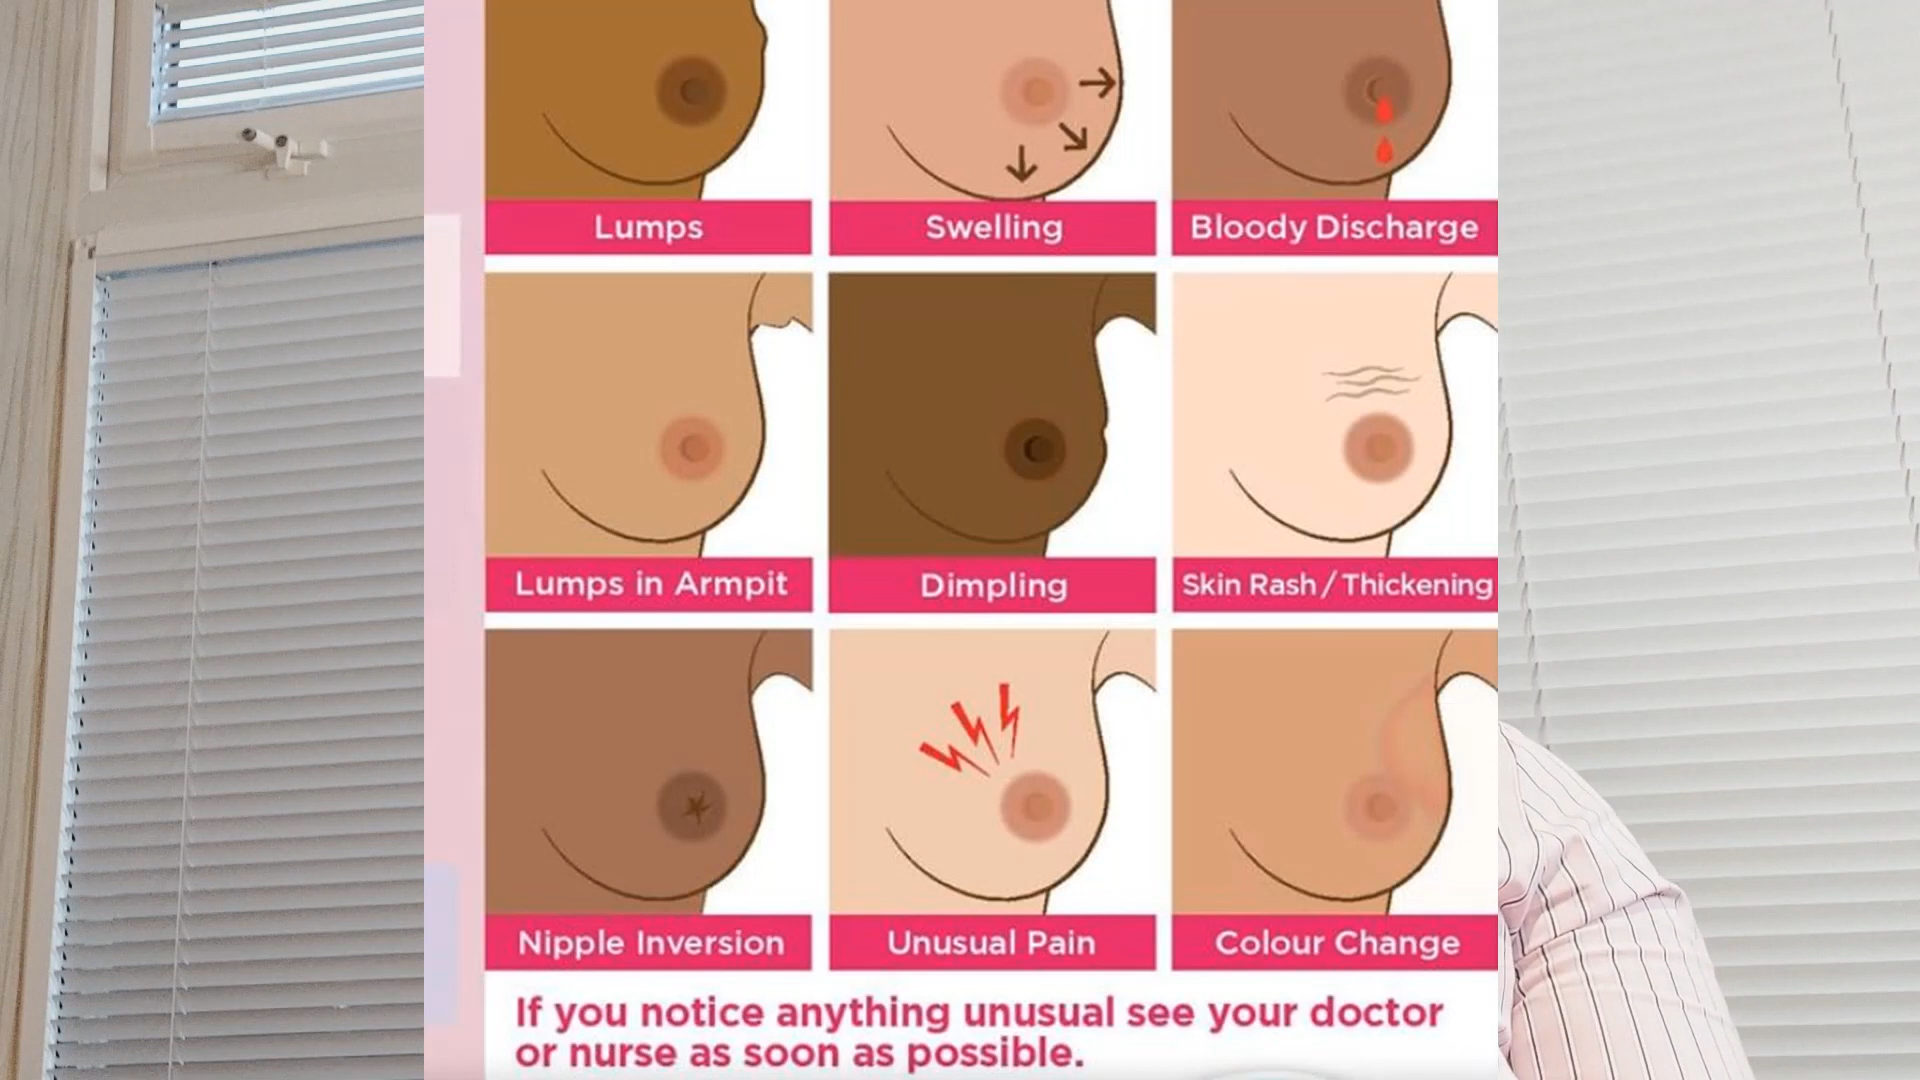 Lumps
Swelling
Bloody Discharge
Lumps in Armpit
Dimpling
Skin Rash / Thickening
Nipple Inversion
Unusual Pain
Colour Change
If you notice anything unusual see your doctor
or nurse as soon as possible.